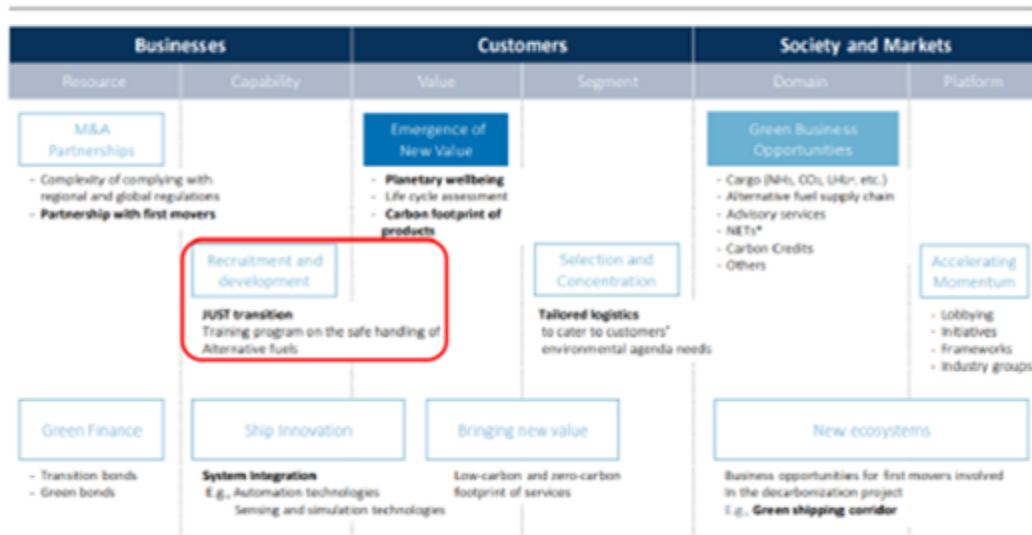 Businesses
Customers
Society and Markets
Resource
Capability
Value
Segment
Domain
Platform
M&A
Partnerships
- Complexity of complying with
regional and global regulations
- Partnership with first movers
Emergence of
New Value
- Planetary wellbeing
- Life cycle assessment
- Carbon footprint of
products
Green Business
Opportunities
- Cargo (NH₃, CO₂, LH₂, etc.)
- Alternative fuel supply chain
- Advisory services
- NETs*
- Carbon Credits
- Others
Recruitment and
development
JUST transition
Training program on the safe handling of
Alternative fuels
Selection and
Concentration
Tailored logistics
to cater to customers'
environmental agenda needs
Accelerating
Momentum
- Lobbying
- Initiatives
- Frameworks
- Industry groups
Green Finance
- Transition bonds
- Green bonds
Ship Innovation
System Integration
E.g., Automation technologies
Sensing and simulation technologies
Bringing new value
Low-carbon and zero-carbon
footprint of services
New ecosystems
Business opportunities for first movers involved
In the decarbonization project
E.g., Green shipping corridor